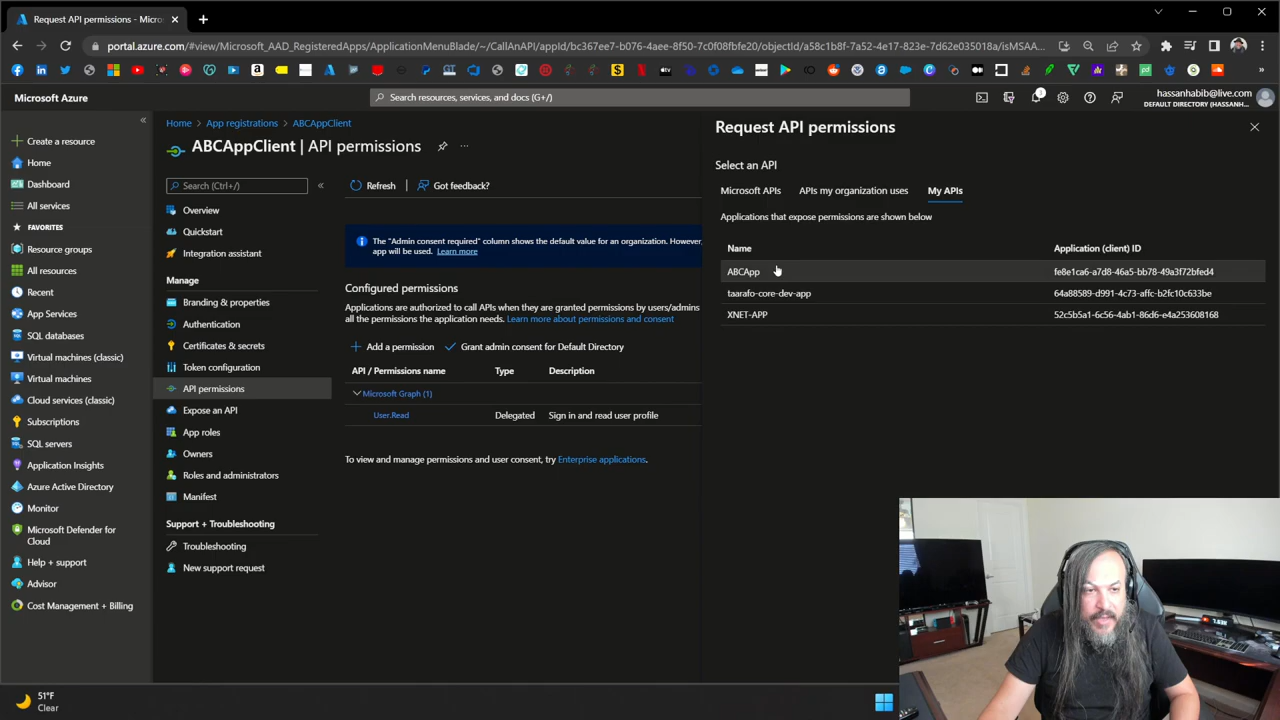 Request API permissions - Micro:
portal.azure.com/#view/Microsoft_AAD_RegisteredApps/ApplicationMenuBlade/~/CallAnAPI/appId/bc367ee7-b076-4aee-8f50-7c0f08fbfe20/objectId/a58c1b8f-7a52-4e17-823e-7d62e035018a/isMSAA...
Microsoft Azure
Search resources, services, and docs (G+/)
1
hassanhabib@live.com
DEFAULT DIRECTORY (HASSANH...
Create a resource
Home
Dashboard
All services
FAVORITES
Resource groups
All resources
Recent
App Services
SQL databases
Virtual machines (classic)
Virtual machines
Cloud services (classic)
Subscriptions
SQL servers
Application Insights
Azure Active Directory
Monitor
Microsoft Defender for
Cloud
Help + support
Advisor
Cost Management + Billing
Home > App registrations > ABCAppClient
ABCAppClient | API permissions
Search (Ctrl+/)
Overview
Quickstart
Integration assistant
Manage
Branding & properties
Authentication
Certificates & secrets
Token configuration
API permissions
Expose an API
App roles
Owners
Roles and administrators
Manifest
Support + Troubleshooting
Troubleshooting
New support request
Refresh
Got feedback?
The "Admin consent required" column shows the default value for an organization. However,
app will be used. Learn more
Configured permissions
Applications are authorized to call APIs when they are granted permissions by users/admins
all the permissions the application needs. Learn more about permissions and consent
Add a permission
Grant admin consent for Default Directory
API / Permissions name Type Description
Microsoft Graph (1)
User.Read Delegated Sign in and read user profile
To view and manage permissions and user consent, try Enterprise applications.
Request API permissions
Select an API
Microsoft APIs APIs my organization uses My APIs
Applications that expose permissions are shown below
Name Application (client) ID
ABCApp fe8e1ca6-a7d8-46a5-bb78-49a3f72bfed4
taarafo-core-dev-app 64a88589-d991-4c73-affc-b2fc10c633be
XNET-APP 52c5b5a1-6c56-4ab1-86d6-e4a253608168
51°F
Clear